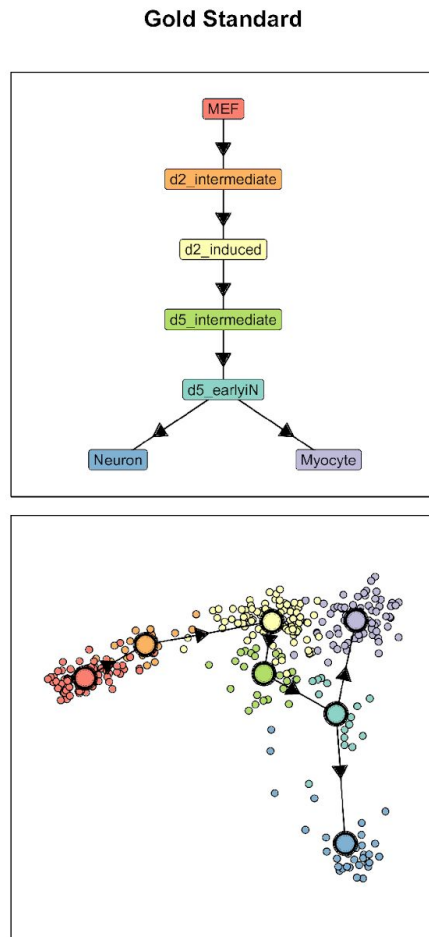 Gold Standard
MEF
d2_intermediate
d2_induced
d5_intermediate
d5_earlyiN
Neuron
Myocyte